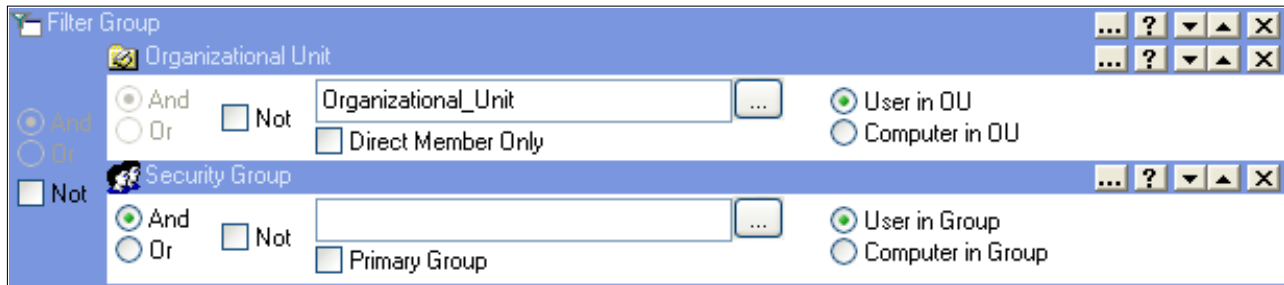 Filter Group ... ?
Organizational Unit ... ?
And Or Not Organizational_Unit ... User in OU
Direct Member Only Computer in OU
And Or Not
Security Group ... ?
And Or Not ... User in Group
Primary Group Computer in Group